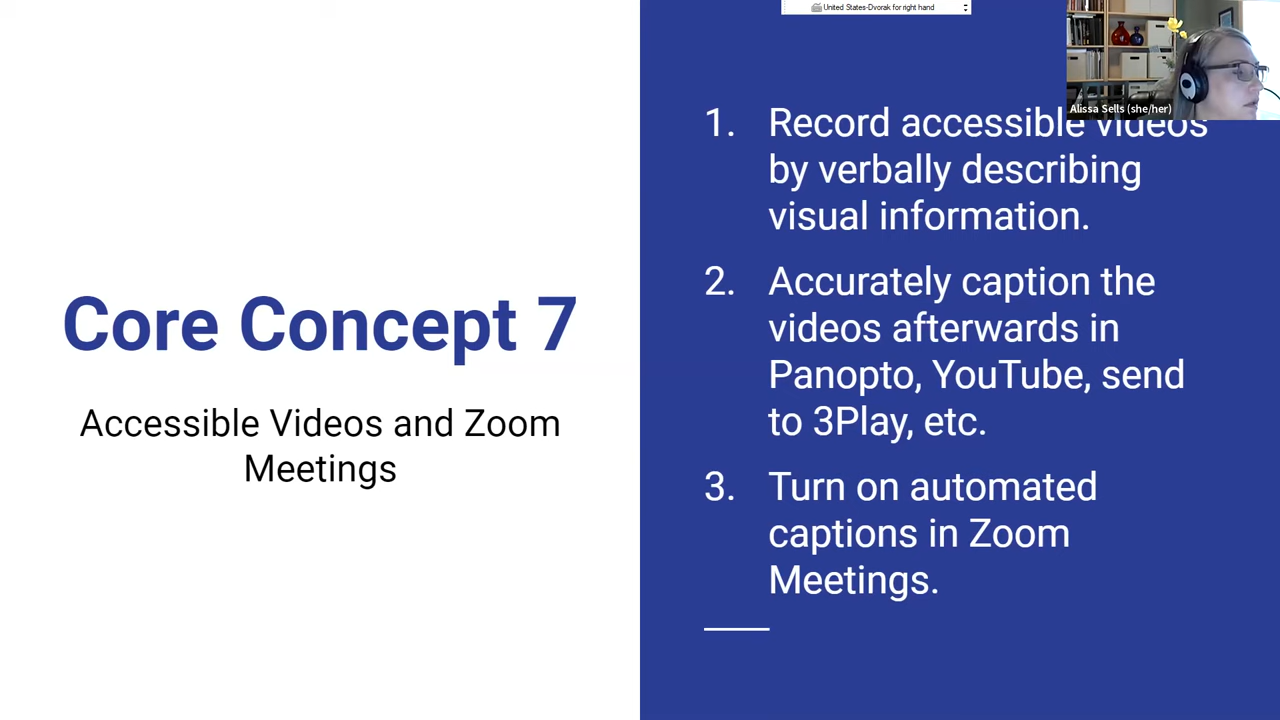 United States-Dvorak for right hand
Alissa Sells (she/her)
Core Concept 7
Accessible Videos and Zoom
Meetings
1. Record accessible videos
by verbally describing
visual information.
2. Accurately caption the
videos afterwards in
Panopto, YouTube, send
to 3Play, etc.
3. Turn on automated
captions in Zoom
Meetings.